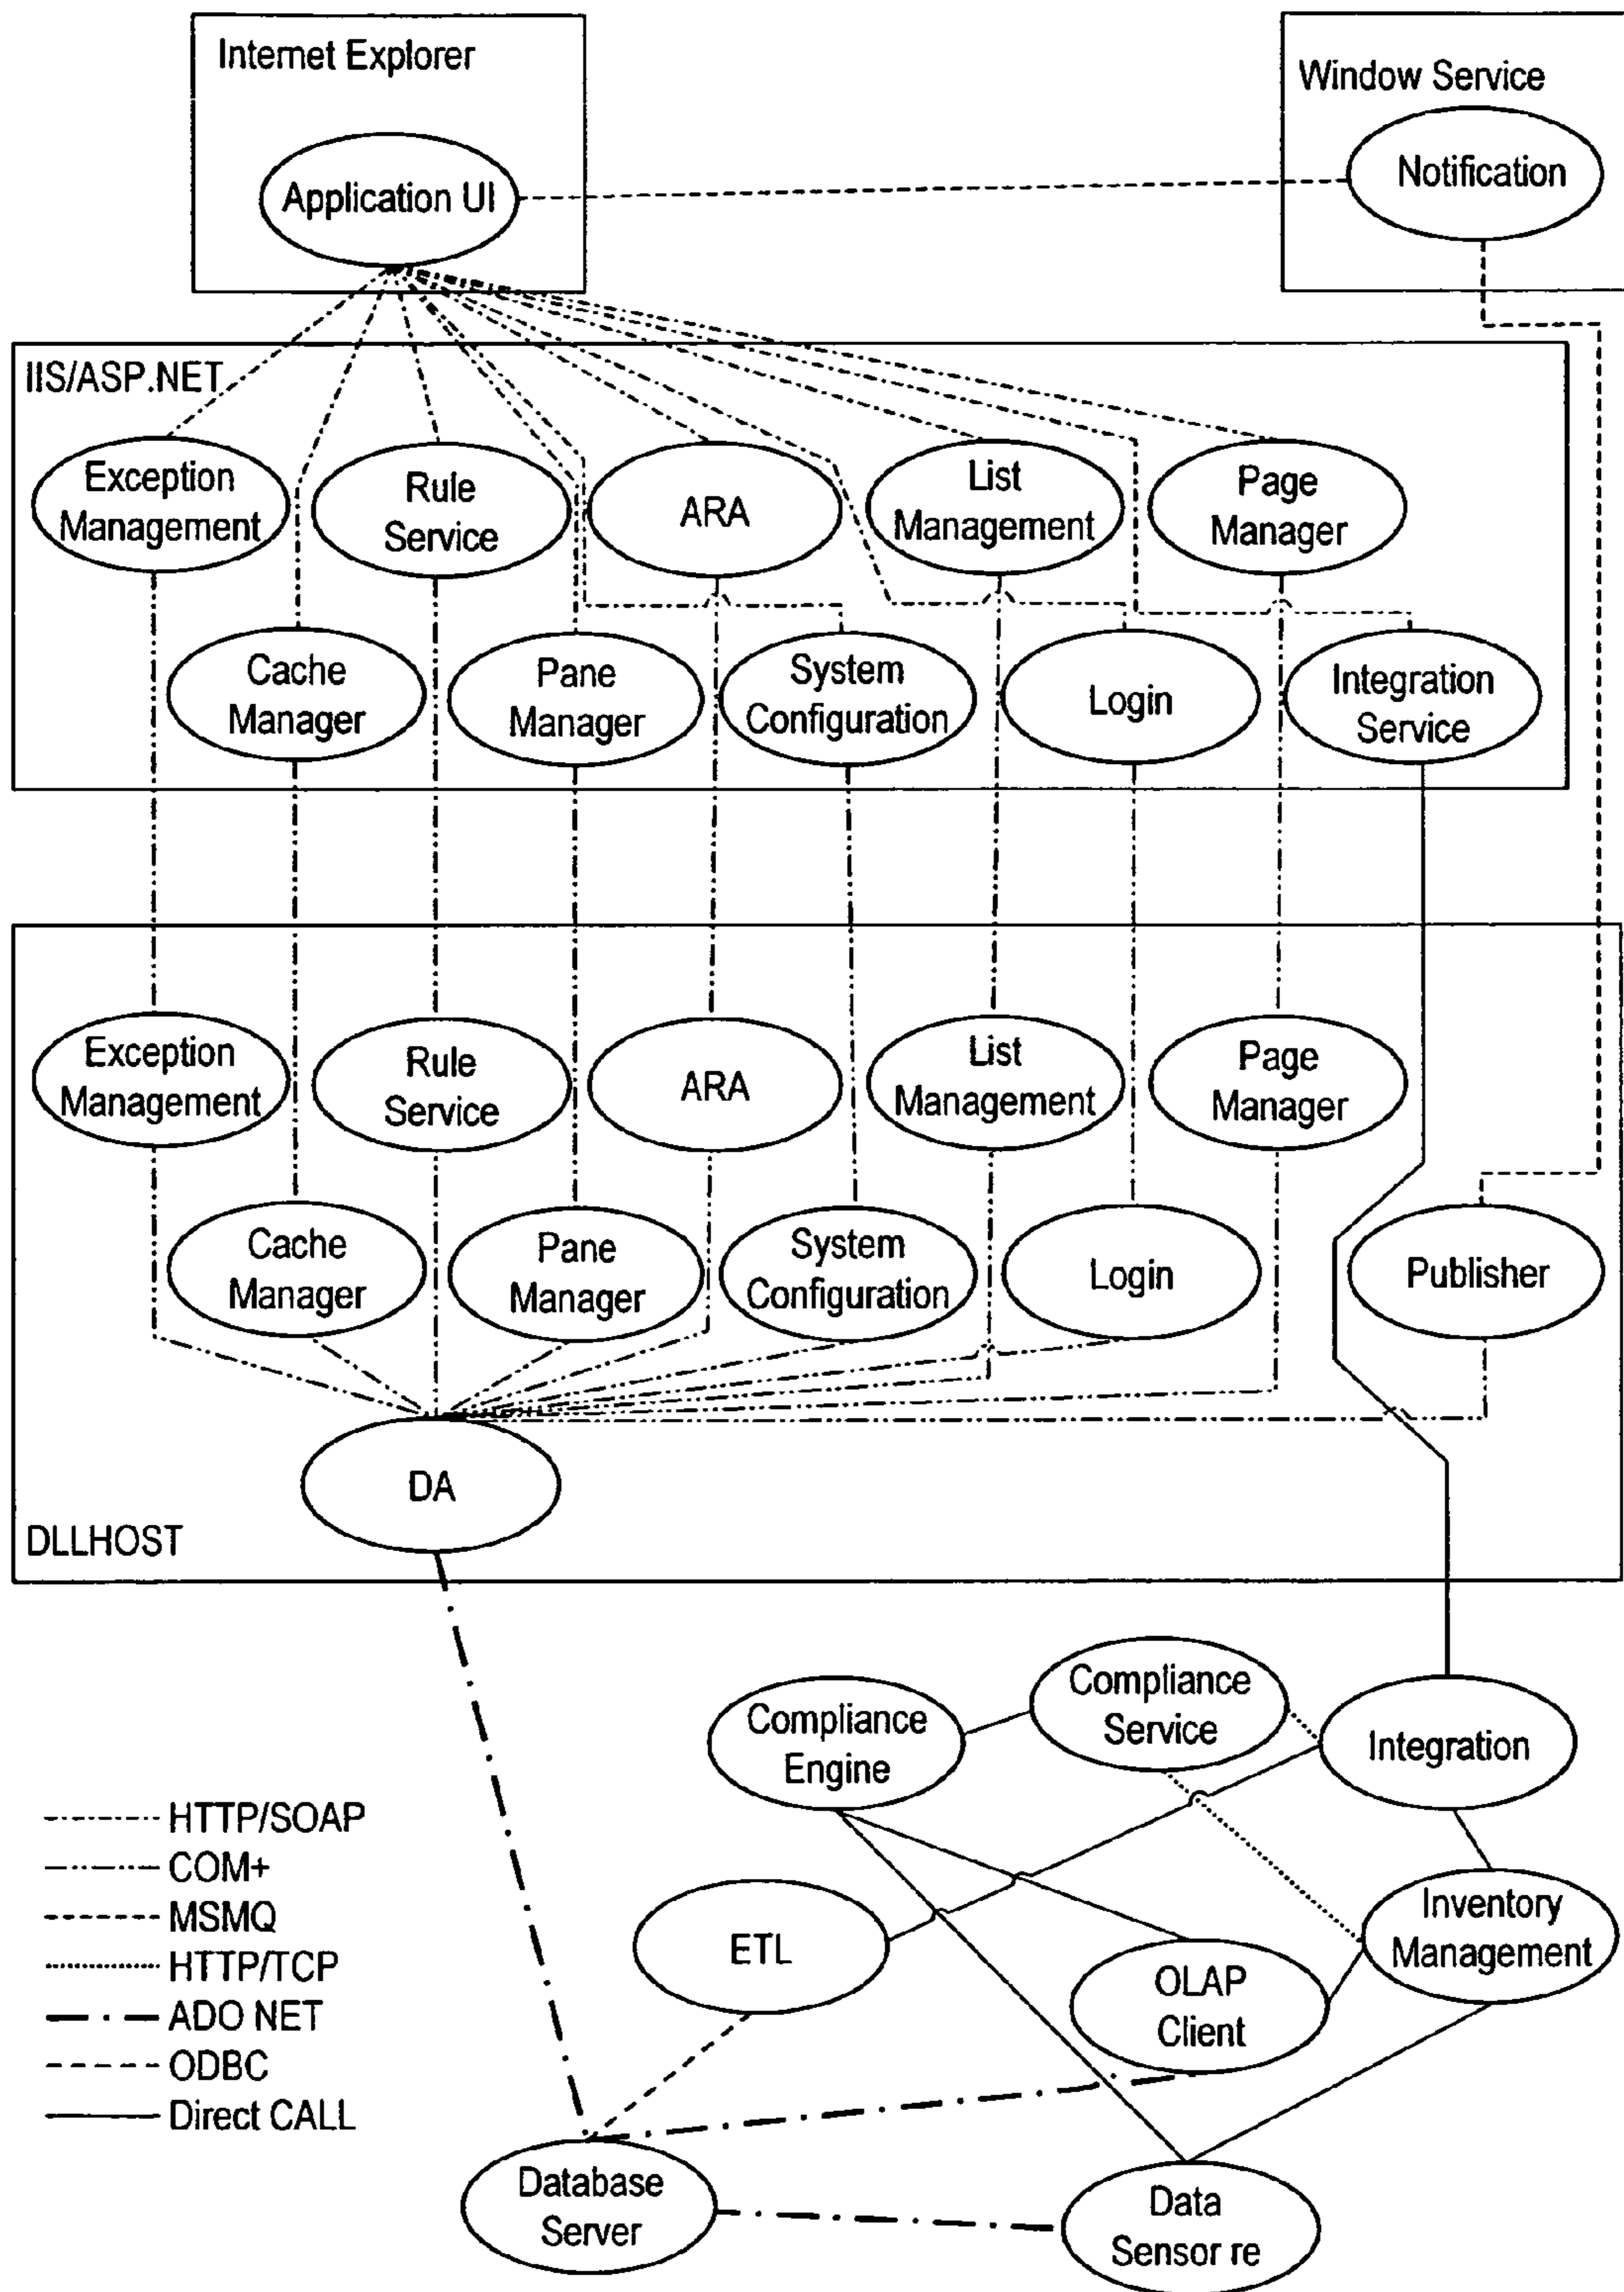 Internet Explorer
Application UI
Window Service
Notification
IIS/ASP.NET
Exception
Management
Rule
Service
ARA
List
Management
Page
Manager
Cache
Manager
Pane
Manager
System
Configuration
Login
Integration
Service
Exception
Management
Rule
Service
ARA
List
Management
Page
Manager
Cache
Manager
Pane
Manager
System
Configuration
Login
Publisher
DA
DLLHOST
Compliance
Engine
Compliance
Service
Integration
ETL
OLAP
Client
Inventory
Management
HTTP/SOAP
COM+
MSMQ
HTTP/TCP
ADO NET
ODBC
Direct CALL
Database
Server
Data
Sensor re